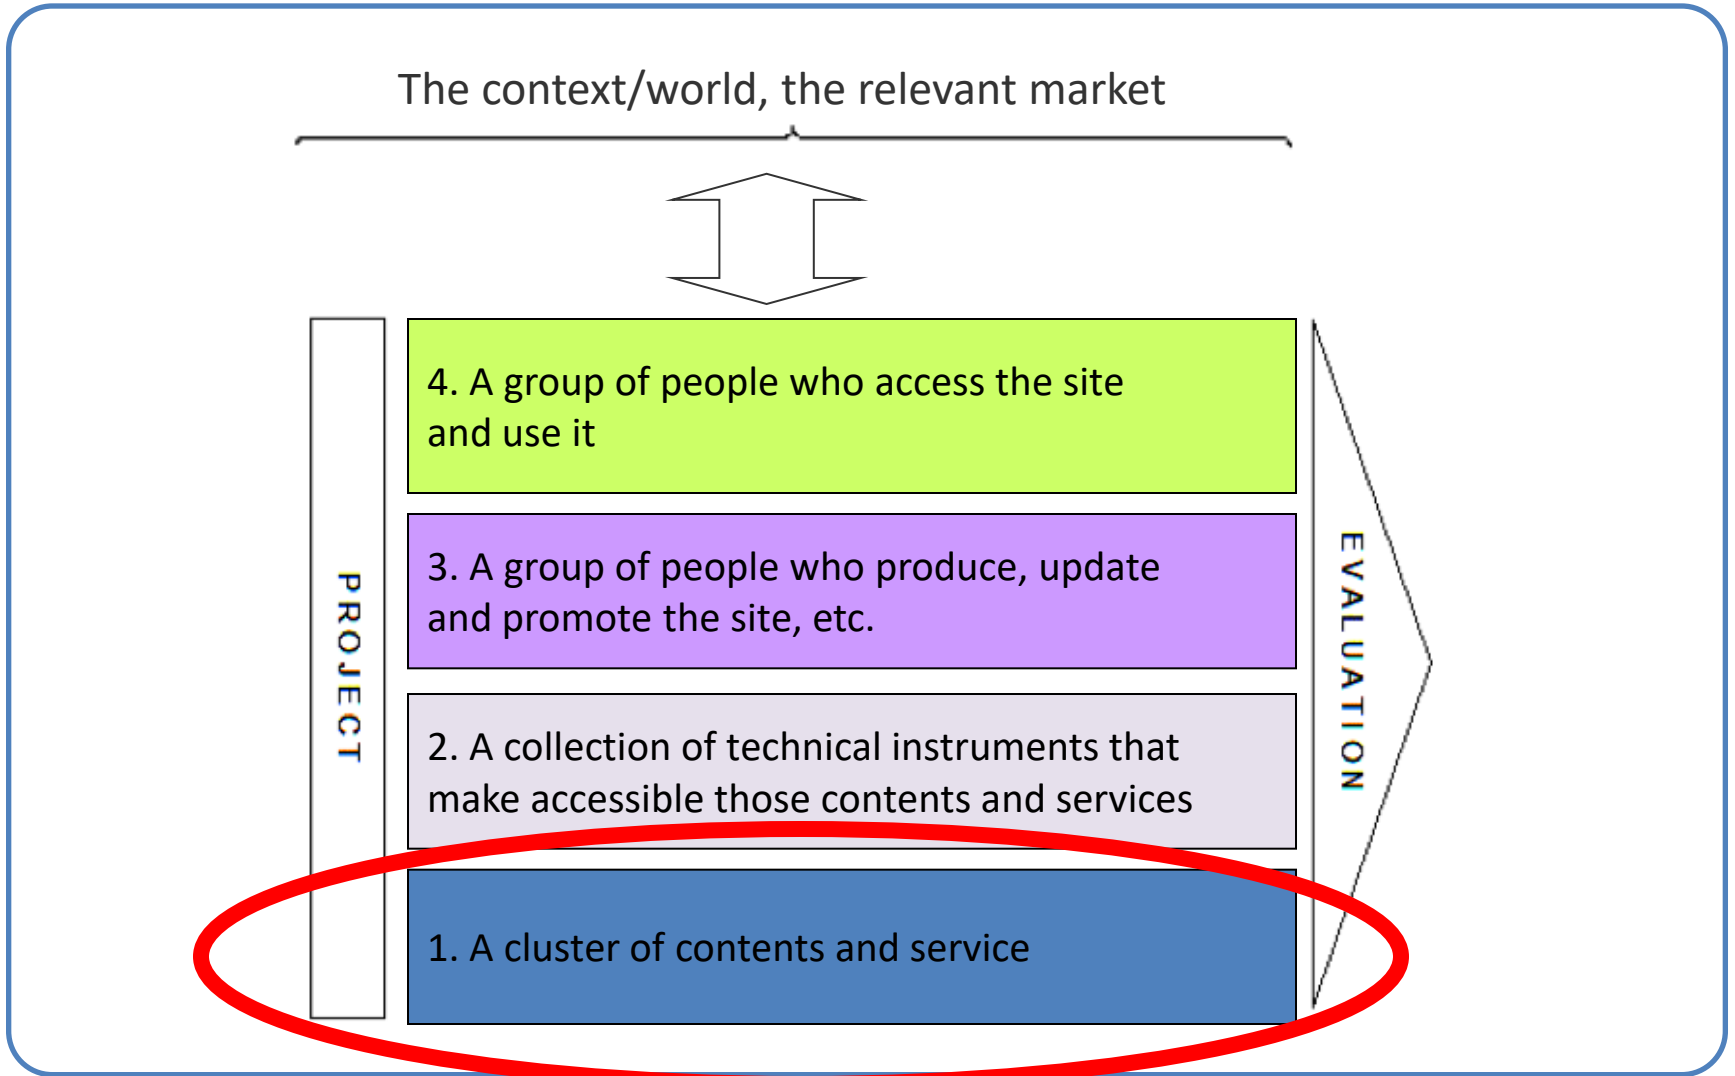 The context/world, the relevant market
4. A group of people who access the site
and use it
3. A group of people who produce, update
and promote the site, etc.
2. A collection of technical instruments that
make accessible those contents and services
1. A cluster of contents and service
PROJECT
EVALUATION